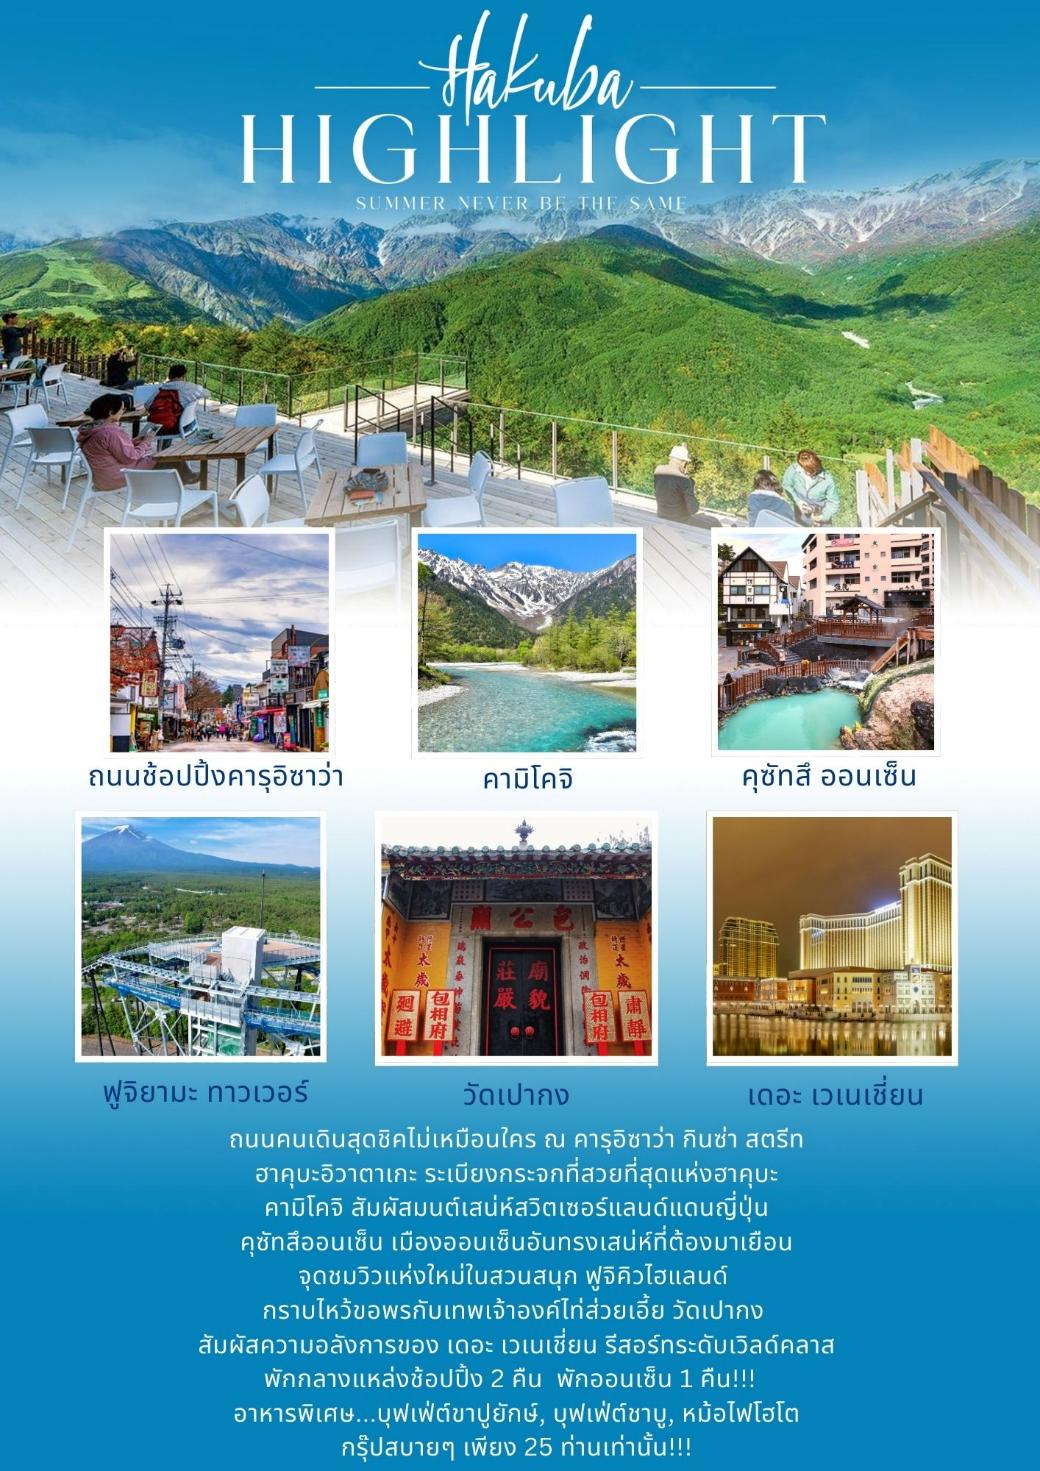 Hakuba
HIGHLIGHT
SUMMER NEVER BE THE SAME
ถนนช้อปปิ้งคารุอิซาว่า
คามิโคจิ
คุซัทสึ ออนเซ็น
包公廟
廟貌
莊嚴
太歲
太歲
迴避
包相府
包相府
肅靜
ฟูจิยามะ ทาวเวอร์
วัดเปากง
เดอะ เวเนเชี่ยน
ถนนคนเดินสุดชิคไม่เหมือนใคร ณ คารุอิซาว่า กินซ่า สตรีท
ฮาคุบะอิวาตาเกะ ระเบียงกระจกที่สวยที่สุดแห่งฮาคุบะ
คามิโคจิ สัมผัสมนต์เสน่ห์สวิตเซอร์แลนด์แดนญี่ปุ่น
คุซัทสึออนเซ็น เมืองออนเซ็นอันทรงเสน่ห์ที่ต้องมาเยือน
จุดชมวิวแห่งใหม่ในสวนสนุก ฟูจิคิวไฮแลนด์
กราบไหว้ขอพรกับเทพเจ้าองค์ไท่ส่วยเอี้ย วัดเปากง
สัมผัสความอลังการของ เดอะ เวเนเชี่ยน รีสอร์ทระดับเวิลด์คลาส
พักกลางแหล่งช้อปปิ้ง 2 คืน พักออนเซ็น 1 คืน!!!
อาหารพิเศษ...บุฟเฟ่ต์ขาปูยักษ์, บุฟเฟ่ต์ชาบู, หม้อไฟโฮโต
กรุ๊ปสบายๆ เพียง 25 ท่านเท่านั้น!!!